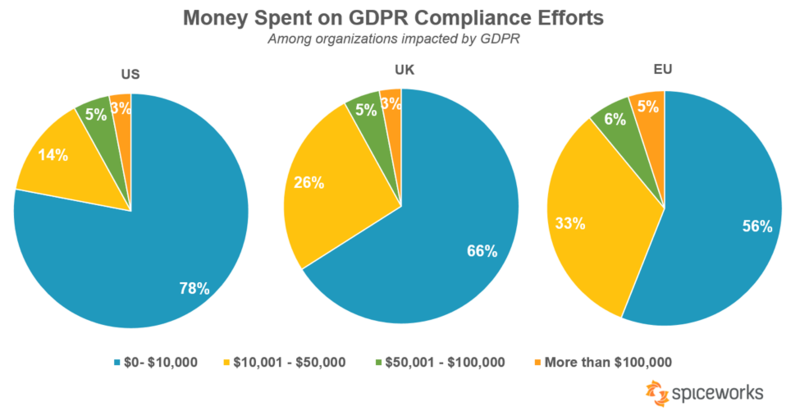 Money Spent on GDPR Compliance Efforts
Among organizations impacted by GDPR
US
UK
EU
3%
5%
14%
78%
3%
5%
26%
66%
5%
6%
33%
56%
$0- $10,000
$10,001 - $50,000
$50,001 - $100,000
More than $100,000
spiceworks